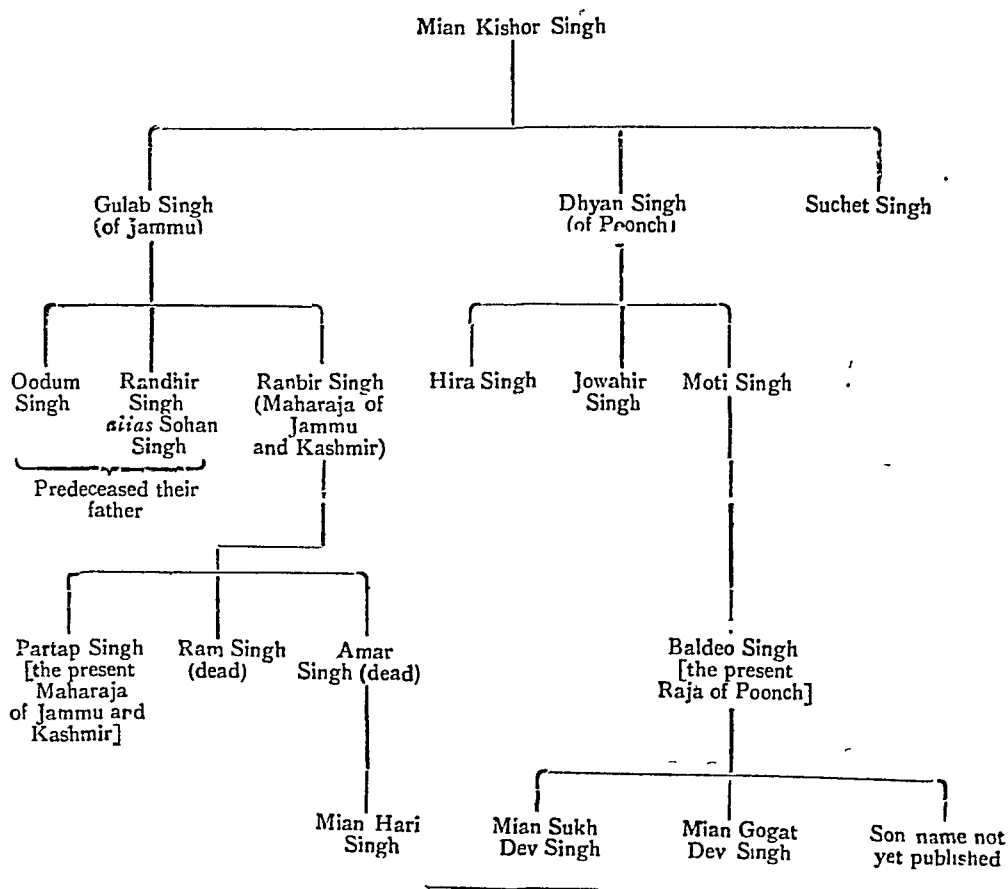 Mian Kishor Singh
Gulab Singh
(of Jammu)
Dhyan Singh
(of Poonch)
Suchet Singh
Oodum
Singh
Randhir
Singh
alias Sohan
Singh
Predeceased their
father
Ranbir Singh
(Maharaja of
Jammu
and Kashmir)
Hira Singh
Jowahir
Singh
Moti Singh
Partap Singh
[the present
Maharaja
of Jammu and
Kashmir]
Ram Singh
(dead)
Amar
Singh (dead)
Baldeo Singh
[the present
Raja of Poonch]
Mian Hari
Singh
Mian Sukh
Dev Singh
Mian Gogat
Dev Singh
Son name not
yet published